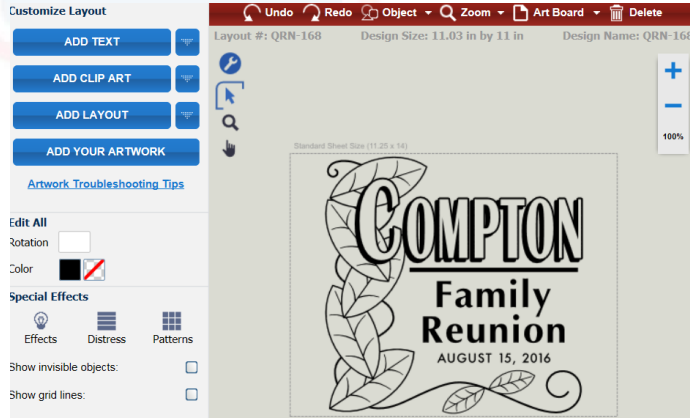 Customize Layout
Undo Redo Object Zoom Art Board Delete
Layout #: QRN-168 Design Size: 11.03 in by 11 in Design Name: QRN-168
ADD TEXT
ADD CLIP ART
ADD LAYOUT
ADD YOUR ARTWORK
Artwork Troubleshooting Tips
100%
Standard Sheet Size (11.25 x 14)
Edit All
Rotation
Color
Special Effects
Effects Distress Patterns
Show invisible objects:
Show grid lines:
COMPTON
Family
Reunion
AUGUST 15, 2016